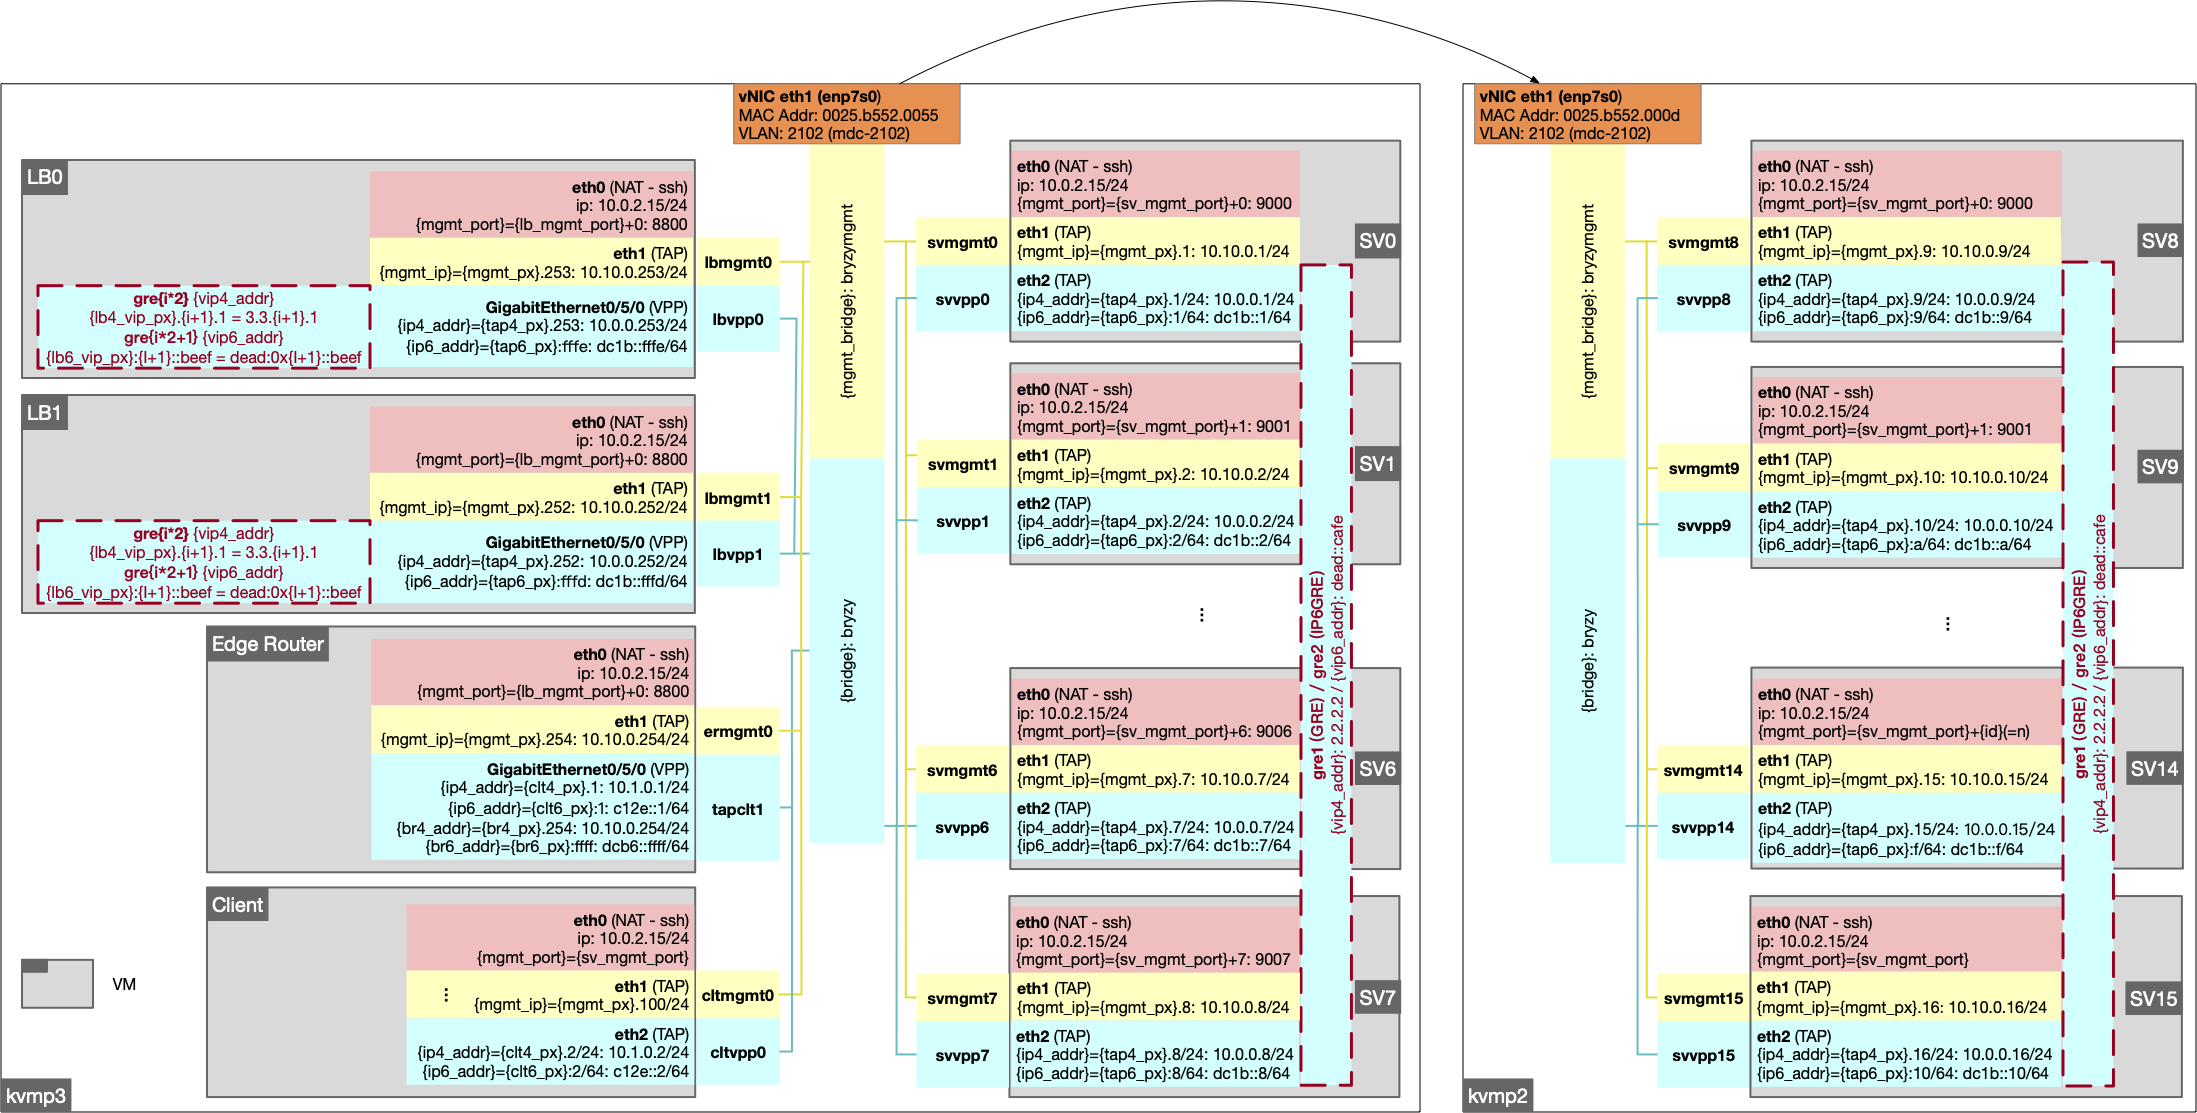 vNIC eth1 (enp7s0)
MAC Addr: 0025.b552.0055
VLAN: 2102 (mdc-2102)
LB0
eth0 (NAT - ssh)
ip: 10.0.2.15/24
{mgmt_port}={lb_mgmt_port}+0: 8800
eth1 (TAP)
{mgmt_ip}={mgmt_px}.253: 10.10.0.253/24
lbmgmt0
gre{i*2} {vip4_addr}
{lb4_vip_px}.{i+1}.1 = 3.3.{i+1}.1
gre{i*2+1} {vip6_addr}
{lb6_vip_px}:{I+1}::beef = dead:0x{I+1}::beef
GigabitEthernet0/5/0 (VPP)
{ip4_addr}={tap4_px}.253: 10.0.0.253/24
{ip6_addr}={tap6_px}:fffe: dc1b::fffe/64
lbvpp0
LB1
eth0 (NAT - ssh)
ip: 10.0.2.15/24
{mgmt_port}={lb_mgmt_port}+0: 8800
eth1 (TAP)
{mgmt_ip}={mgmt_px}.252: 10.10.0.252/24
lbmgmt1
gre{i*2} {vip4_addr}
{lb4_vip_px}.{i+1}.1 = 3.3.{i+1}.1
gre{i*2+1} {vip6_addr}
{lb6_vip_px}:{I+1}::beef = dead:0x{I+1}::beef
GigabitEthernet0/5/0 (VPP)
{ip4_addr}={tap4_px}.252: 10.0.0.252/24
{ip6_addr}={tap6_px}:fffd: dc1b::fffd/64
lbvpp1
Edge Router
eth0 (NAT - ssh)
ip: 10.0.2.15/24
{mgmt_port}={lb_mgmt_port}+0: 8800
eth1 (TAP)
{mgmt_ip}={mgmt_px}.254: 10.10.0.254/24
ermgmt0
GigabitEthernet0/5/0 (VPP)
{ip4_addr}={clt4_px}.1: 10.1.0.1/24
{ip6_addr}={clt6_px}:1: c12e::1/64
{br4_addr}={br4_px}.254: 10.10.0.254/24
{br6_addr}={br6_px}:ffff: dcb6::ffff/64
tapclt1
Client
eth0 (NAT - ssh)
ip: 10.0.2.15/24
{mgmt_port}={sv_mgmt_port}
...
eth1 (TAP)
{mgmt_ip}={mgmt_px}.100/24
cltmgmt0
eth2 (TAP)
{ip4_addr}={clt4_px}.2/24: 10.1.0.2/24
{ip6_addr}={clt6_px}:2/64: c12e::2/64
cltvpp0
VM
kvmp3
{mgmt_bridge}: bryzymgmt
{bridge}: bryzy
SV0
eth0 (NAT - ssh)
ip: 10.0.2.15/24
{mgmt_port}={sv_mgmt_port}+0: 9000
svmgmt0
eth1 (TAP)
{mgmt_ip}={mgmt_px}.1: 10.10.0.1/24
svvpp0
eth2 (TAP)
{ip4_addr}={tap4_px}.1/24: 10.0.0.1/24
{ip6_addr}={tap6_px}:1/64: dc1b::1/64
SV1
eth0 (NAT - ssh)
ip: 10.0.2.15/24
{mgmt_port}={sv_mgmt_port}+1: 9001
svmgmt1
eth1 (TAP)
{mgmt_ip}={mgmt_px}.2: 10.10.0.2/24
svvpp1
eth2 (TAP)
{ip4_addr}={tap4_px}.2/24: 10.0.0.2/24
{ip6_addr}={tap6_px}:2/64: dc1b::2/64
...
SV6
eth0 (NAT - ssh)
ip: 10.0.2.15/24
{mgmt_port}={sv_mgmt_port}+6: 9006
svmgmt6
eth1 (TAP)
{mgmt_ip}={mgmt_px}.7: 10.10.0.7/24
svvpp6
eth2 (TAP)
{ip4_addr}={tap4_px}.7/24: 10.0.0.7/24
{ip6_addr}={tap6_px}:7/64: dc1b::7/64
SV7
eth0 (NAT - ssh)
ip: 10.0.2.15/24
{mgmt_port}={sv_mgmt_port}+7: 9007
svmgmt7
eth1 (TAP)
{mgmt_ip}={mgmt_px}.8: 10.10.0.8/24
svvpp7
eth2 (TAP)
{ip4_addr}={tap4_px}.8/24: 10.0.0.8/24
{ip6_addr}={tap6_px}:8/64: dc1b::8/64
gre1 (GRE) / gre2 (IP6GRE)
{vip4_addr}: 2.2.2.2 / {vip6_addr}: dead::cafe
vNIC eth1 (enp7s0)
MAC Addr: 0025.b552.000d
VLAN: 2102 (mdc-2102)
{mgmt_bridge}: bryzymgmt
{bridge}: bryzy
SV8
eth0 (NAT - ssh)
ip: 10.0.2.15/24
{mgmt_port}={sv_mgmt_port}+0: 9000
svmgmt8
eth1 (TAP)
{mgmt_ip}={mgmt_px}.9: 10.10.0.9/24
svvpp8
eth2 (TAP)
{ip4_addr}={tap4_px}.9/24: 10.0.0.9/24
{ip6_addr}={tap6_px}:9/64: dc1b::9/64
SV9
eth0 (NAT - ssh)
ip: 10.0.2.15/24
{mgmt_port}={sv_mgmt_port}+1: 9001
svmgmt9
eth1 (TAP)
{mgmt_ip}={mgmt_px}.10: 10.10.0.10/24
svvpp9
eth2 (TAP)
{ip4_addr}={tap4_px}.10/24: 10.0.0.10/24
{ip6_addr}={tap6_px}:a/64: dc1b::a/64
...
SV14
eth0 (NAT - ssh)
ip: 10.0.2.15/24
{mgmt_port}={sv_mgmt_port}+{id}(=n)
svmgmt14
eth1 (TAP)
{mgmt_ip}={mgmt_px}.15: 10.10.0.15/24
svvpp14
eth2 (TAP)
{ip4_addr}={tap4_px}.15/24: 10.0.0.15/24
{ip6_addr}={tap6_px}:f/64: dc1b::f/64
SV15
eth0 (NAT - ssh)
ip: 10.0.2.15/24
{mgmt_port}={sv_mgmt_port}
svmgmt15
eth1 (TAP)
{mgmt_ip}={mgmt_px}.16: 10.10.0.16/24
svvpp15
eth2 (TAP)
{ip4_addr}={tap4_px}.16/24: 10.0.0.16/24
{ip6_addr}={tap6_px}:10/64: dc1b::10/64
gre1 (GRE) / gre2 (IP6GRE)
{vip4_addr}: 2.2.2.2 / {vip6_addr}: dead::cafe
kvmp2